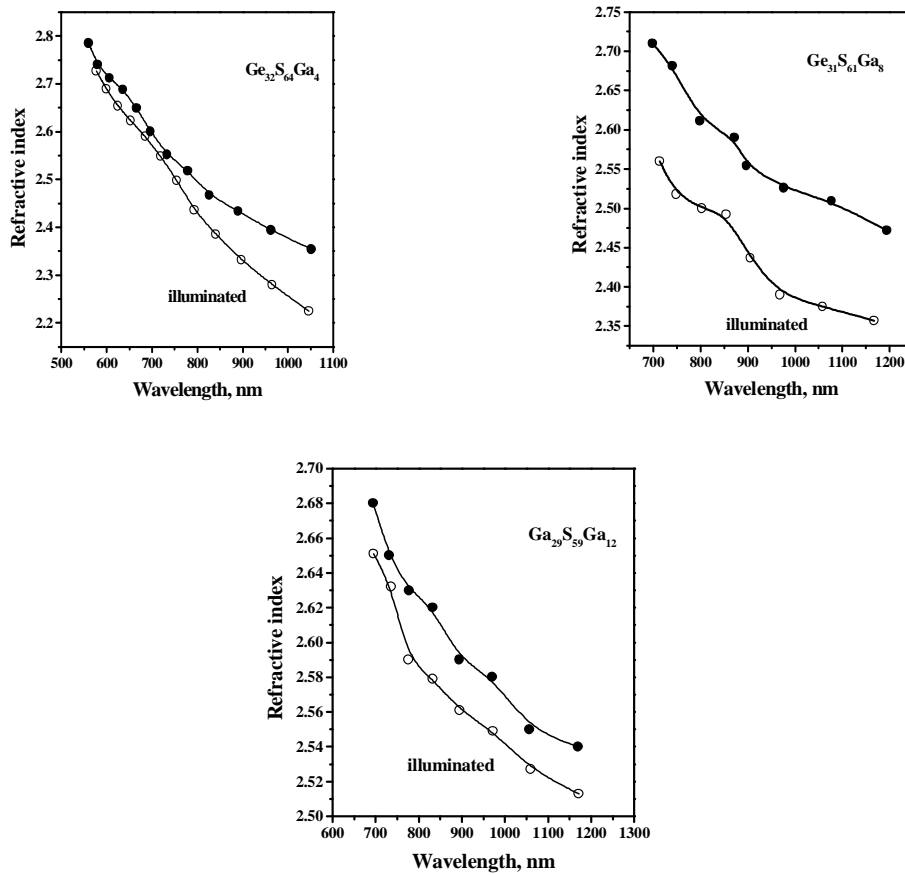 2.8
2.7
2.6
2.5
2.4
2.3
2.2
Refractive index
Ge₃₂S₆₄Ga₄
illuminated
500 600 700 800 900 1000 1100
Wavelength, nm
2.75
2.70
2.65
2.60
2.55
2.50
2.45
2.40
2.35
Refractive index
Ge₃₁S₆₁Ga₈
illuminated
700 800 900 1000 1100 1200
Wavelength, nm
2.70
2.68
2.66
2.64
2.62
2.60
2.58
2.56
2.54
2.52
2.50
Refractive index
Ga₂₉S₅₉Ga₁₂
illuminated
600 700 800 900 1000 1100 1200 1300
Wavelength, nm